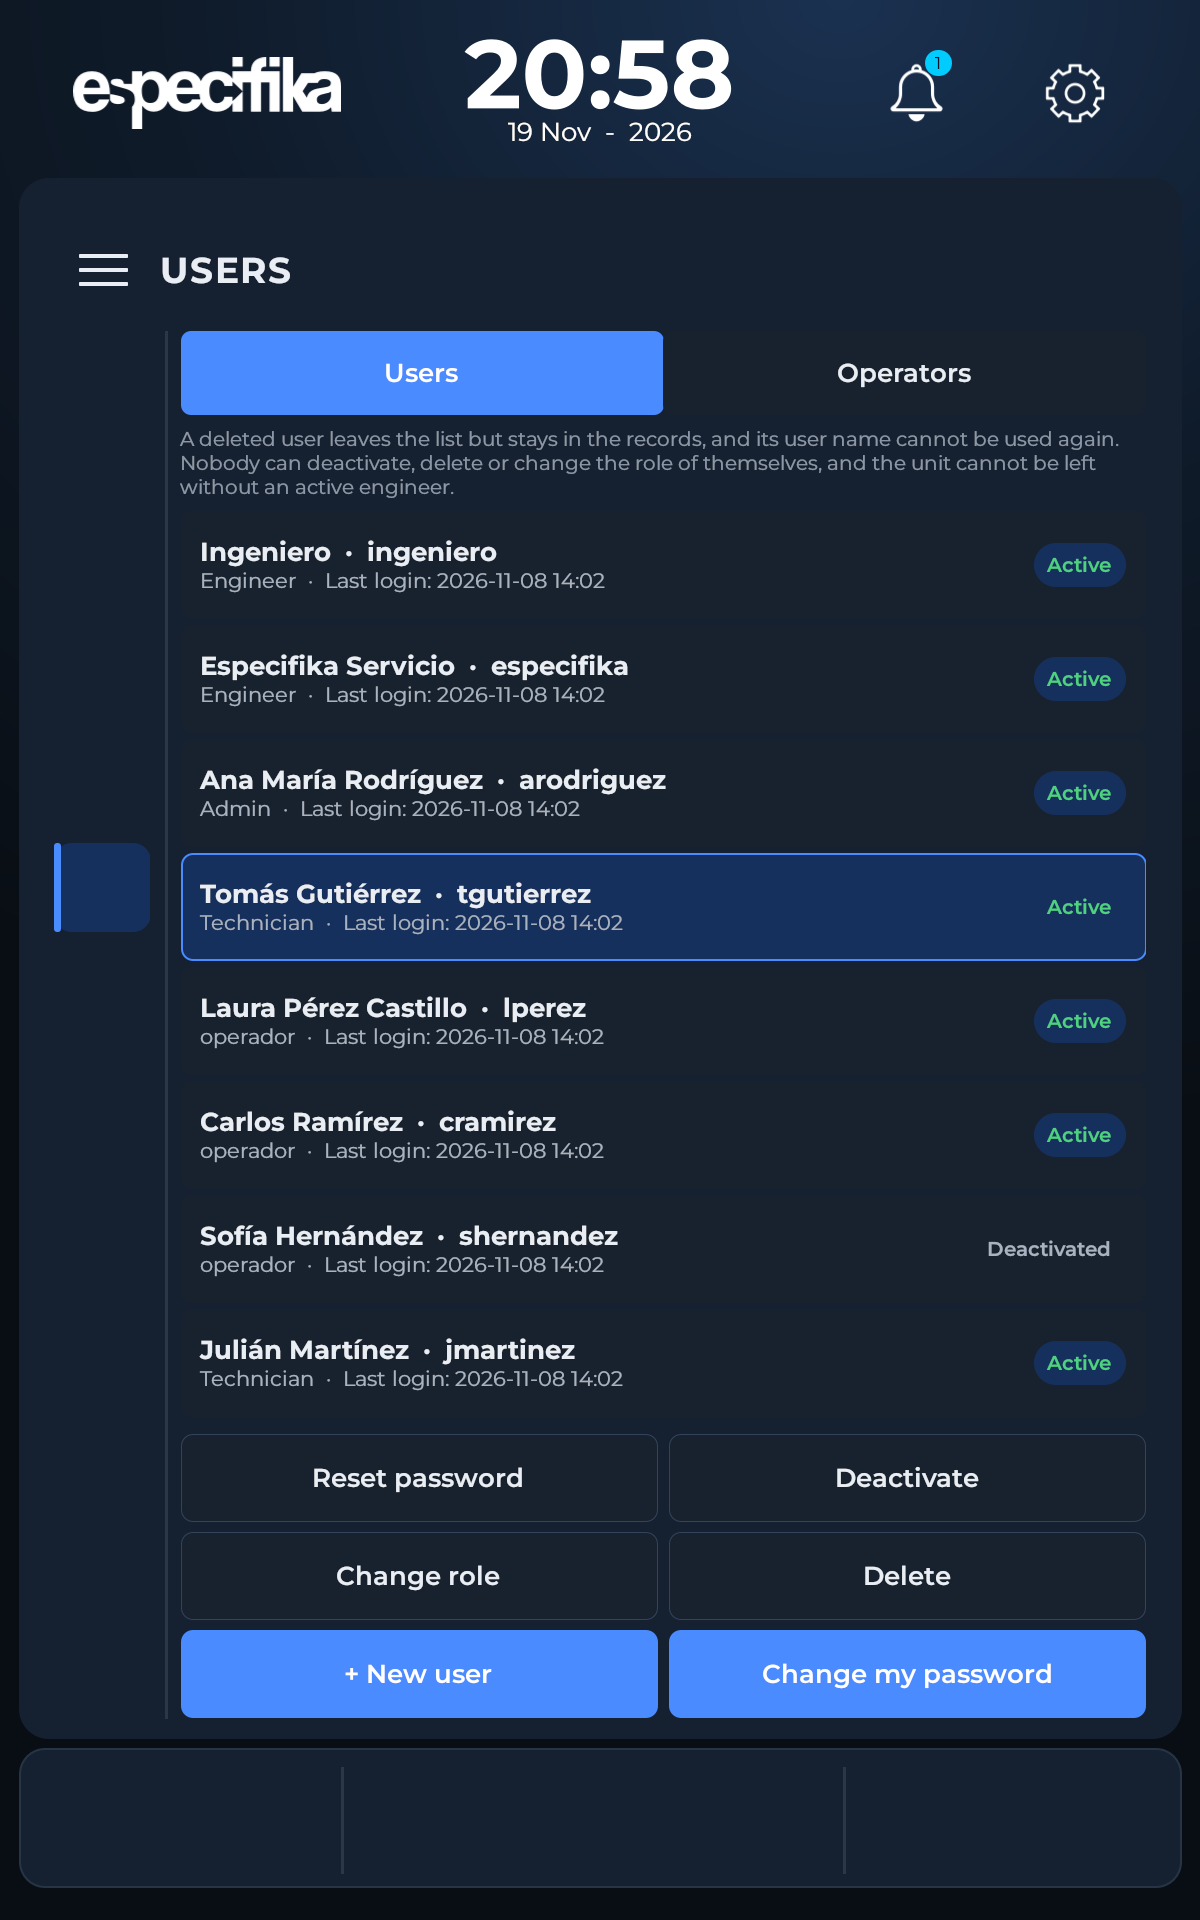 especifika
20:58
19 Nov - 2026
1
USERS
Users
Operators
A deleted user leaves the list but stays in the records, and its user name cannot be used again.
Nobody can deactivate, delete or change the role of themselves, and the unit cannot be left
without an active engineer.
Ingeniero · ingeniero
Engineer · Last login: 2026-11-08 14:02
Active
Especifika Servicio · especifika
Engineer · Last login: 2026-11-08 14:02
Active
Ana María Rodríguez · arodriguez
Admin · Last login: 2026-11-08 14:02
Active
Tomás Gutiérrez · tgutierrez
Technician · Last login: 2026-11-08 14:02
Active
Laura Pérez Castillo · lperez
operador · Last login: 2026-11-08 14:02
Active
Carlos Ramírez · cramirez
operador · Last login: 2026-11-08 14:02
Active
Sofía Hernández · shernandez
operador · Last login: 2026-11-08 14:02
Deactivated
Julián Martínez · jmartinez
Technician · Last login: 2026-11-08 14:02
Active
Reset password
Deactivate
Change role
Delete
+ New user
Change my password